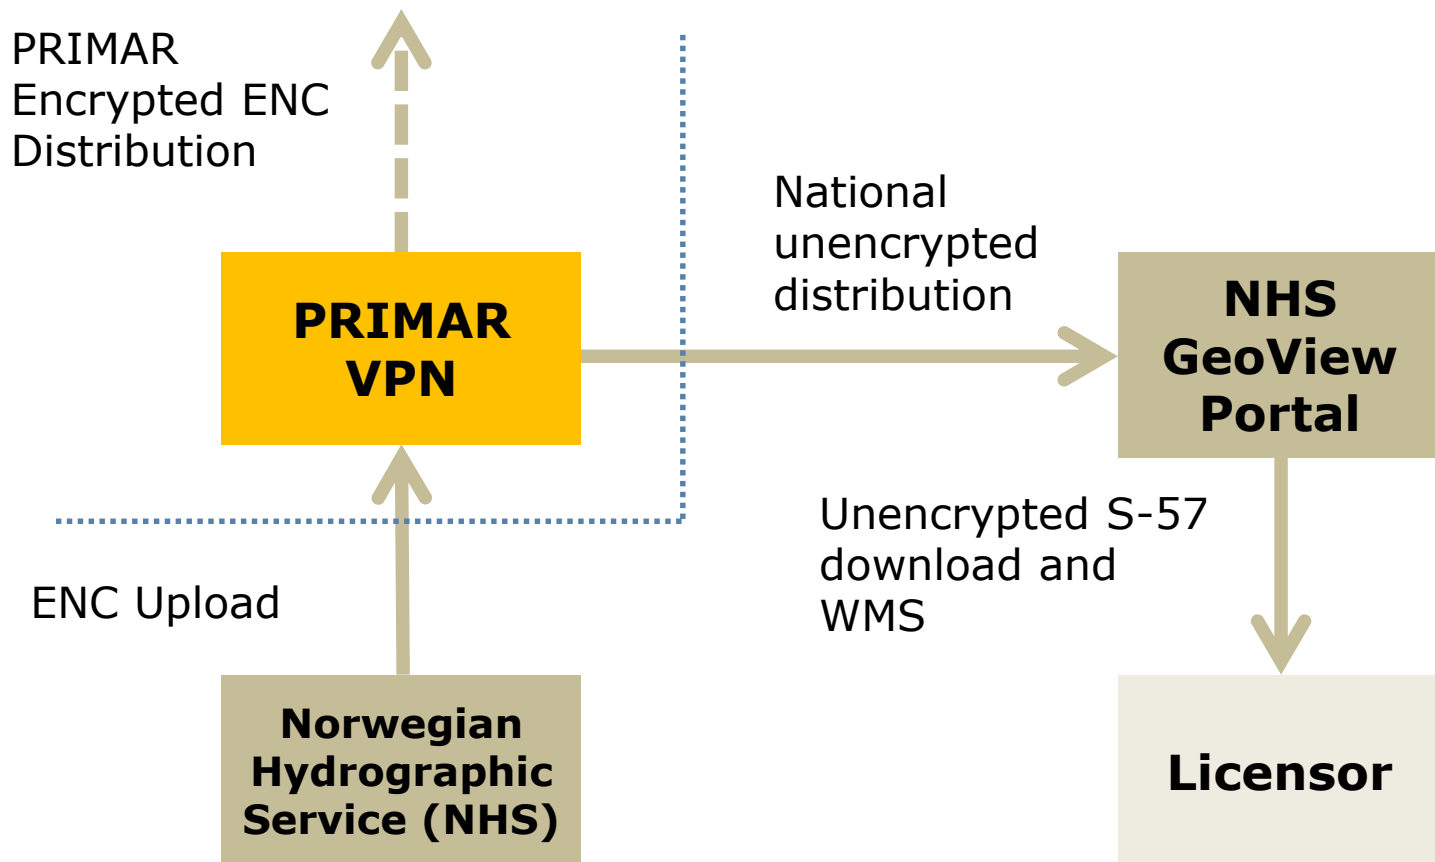 PRIMAR
Encrypted ENC
Distribution
National
unencrypted
distribution
PRIMAR
VPN
NHS
GeoView
Portal
Unencrypted S-57
download and
WMS
ENC Upload
Norwegian
Hydrographic
Service (NHS)
Licensor